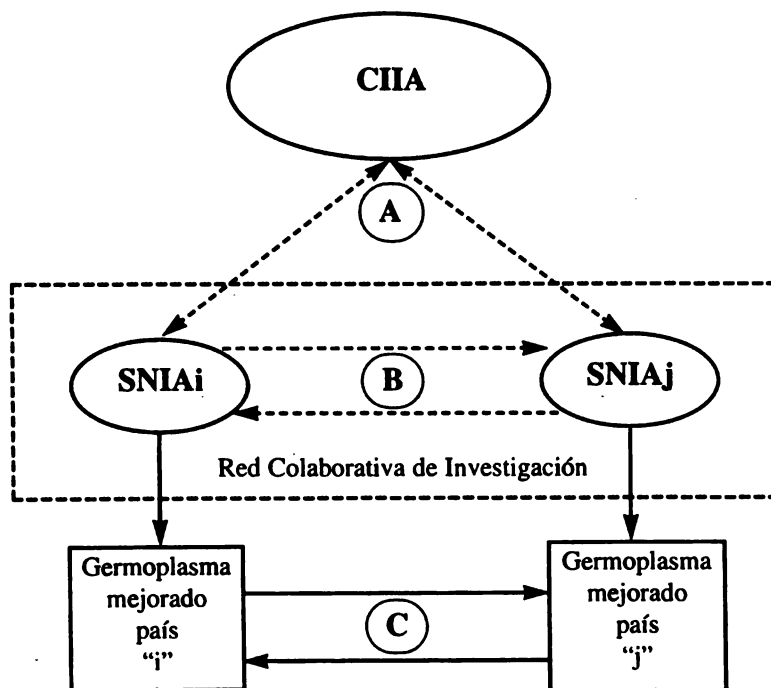 CIIA
A
SNIAi
B
SNIAj
Red Colaborativa de Investigación
Germoplasma
mejorado
país
“i”
C
Germoplasma
mejorado
país
“j”